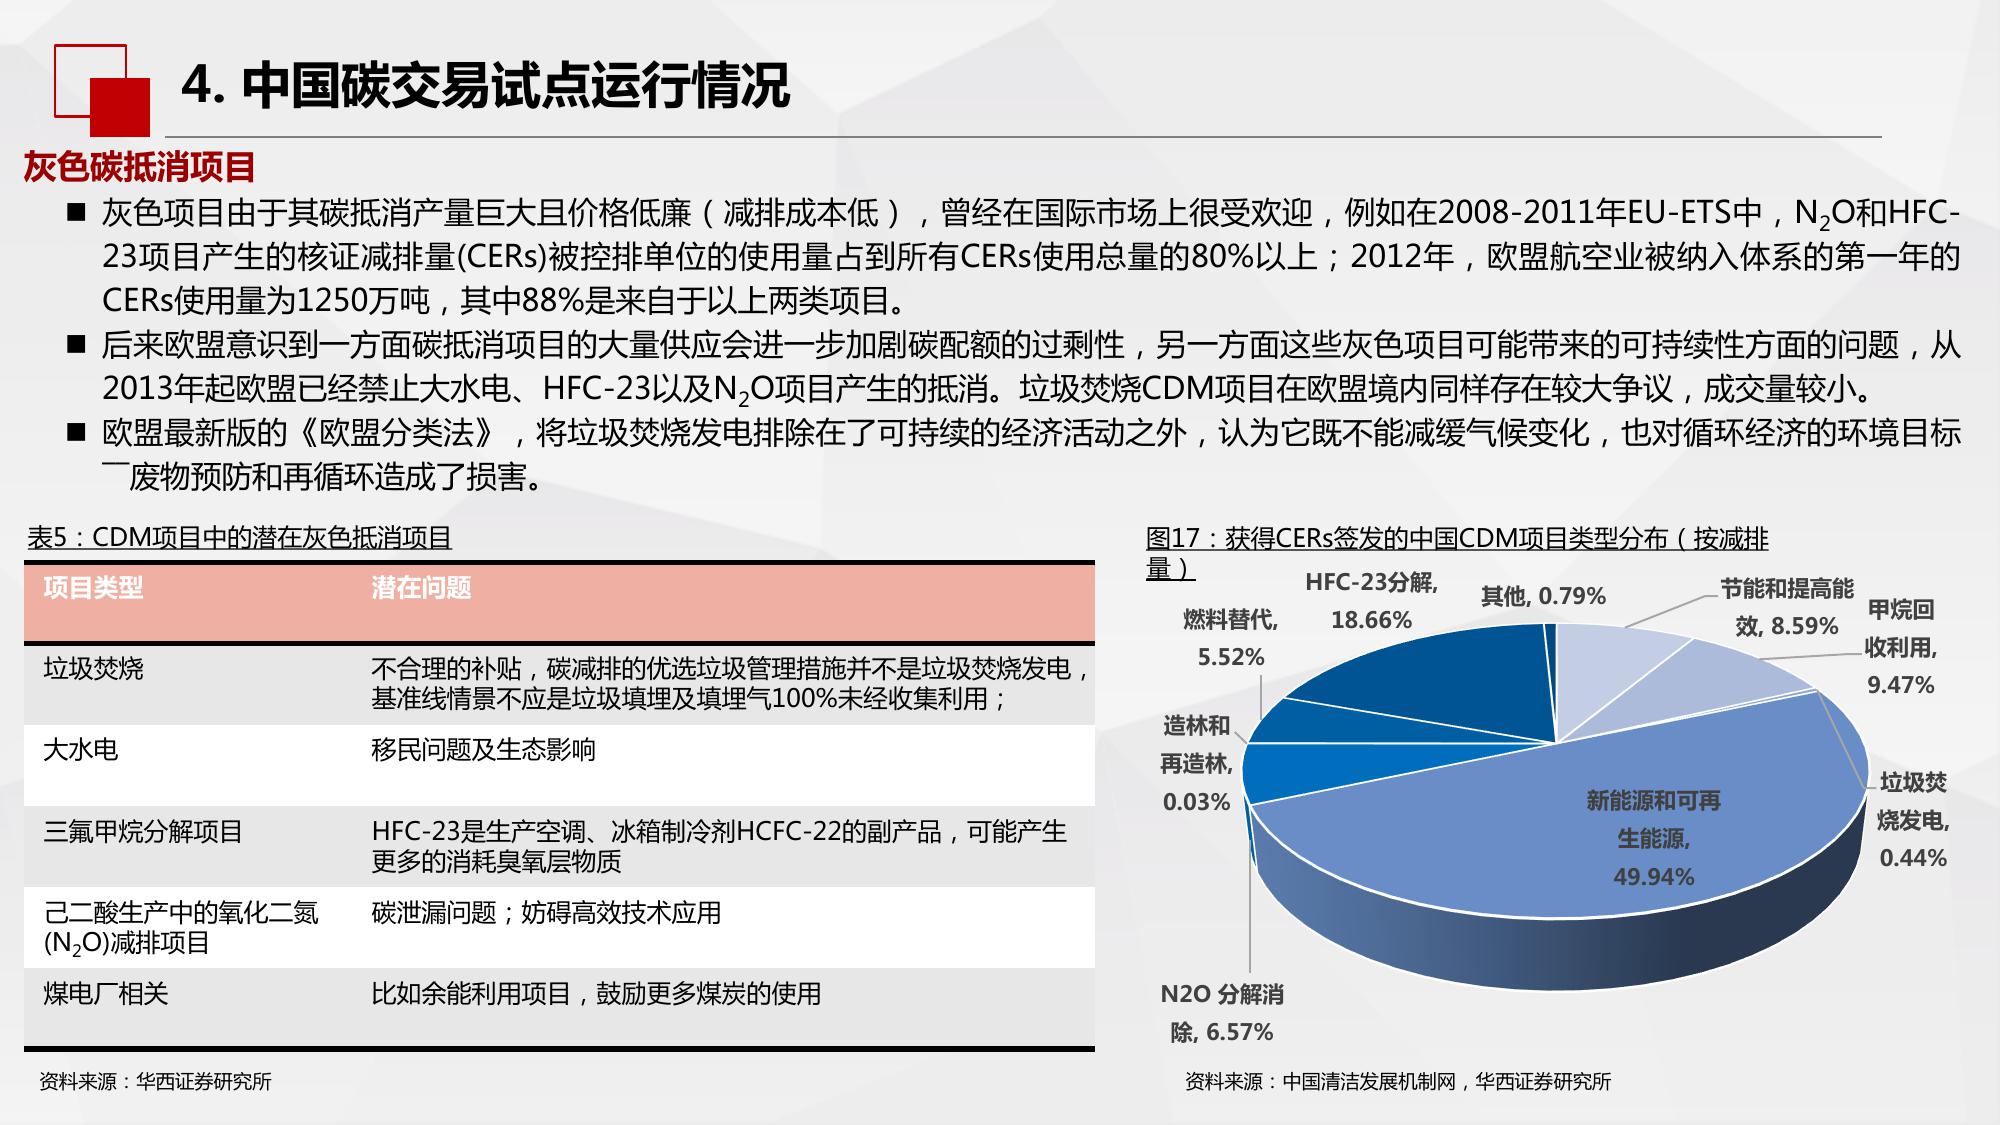 4. 中国碳交易试点运行情况
灰色碳抵消项目
■ 灰色项目由于其碳抵消产量巨大且价格低廉（减排成本低），曾经在国际市场上很受欢迎，例如在2008-2011年EU-ETS中，N₂O和HFC-
23项目产生的核证减排量(CERs)被控排单位的使用量占到所有CERs使用总量的80%以上；2012年，欧盟航空业被纳入体系的第一年的
CERs使用量为1250万吨，其中88%是来自于以上两类项目。
■ 后来欧盟意识到一方面碳抵消项目的大量供应会进一步加剧碳配额的过剩性，另一方面这些灰色项目可能带来的可持续性方面的问题，从
2013年起欧盟已经禁止大水电、HFC-23以及N₂O项目产生的抵消。垃圾焚烧CDM项目在欧盟境内同样存在较大争议，成交量较小。
■ 欧盟最新版的《欧盟分类法》，将垃圾焚烧发电排除在了可持续的经济活动之外，认为它既不能减缓气候变化，也对循环经济的环境目标
——废物预防和再循环造成了损害。
表5：CDM项目中的潜在灰色抵消项目
项目类型 潜在问题
垃圾焚烧 不合理的补贴，碳减排的优选垃圾管理措施并不是垃圾焚烧发电，
基准线情景不应是垃圾填埋及填埋气100%未经收集利用；
大水电 移民问题及生态影响
三氟甲烷分解项目 HFC-23是生产空调、冰箱制冷剂HCFC-22的副产品，可能产生
更多的消耗臭氧层物质
己二酸生产中的氧化二氮 碳泄漏问题；妨碍高效技术应用
(N₂O)减排项目
煤电厂相关 比如余能利用项目，鼓励更多煤炭的使用
资料来源：华西证券研究所
图17：获得CERs签发的中国CDM项目类型分布（按减排
量）
HFC-23分解,
18.66%
其他, 0.79%
节能和提高能
效, 8.59%
甲烷回
收利用,
9.47%
燃料替代,
5.52%
造林和
再造林,
0.03%
垃圾焚
烧发电,
0.44%
新能源和可再
生能源,
49.94%
N2O 分解消
除, 6.57%
资料来源：中国清洁发展机制网，华西证券研究所